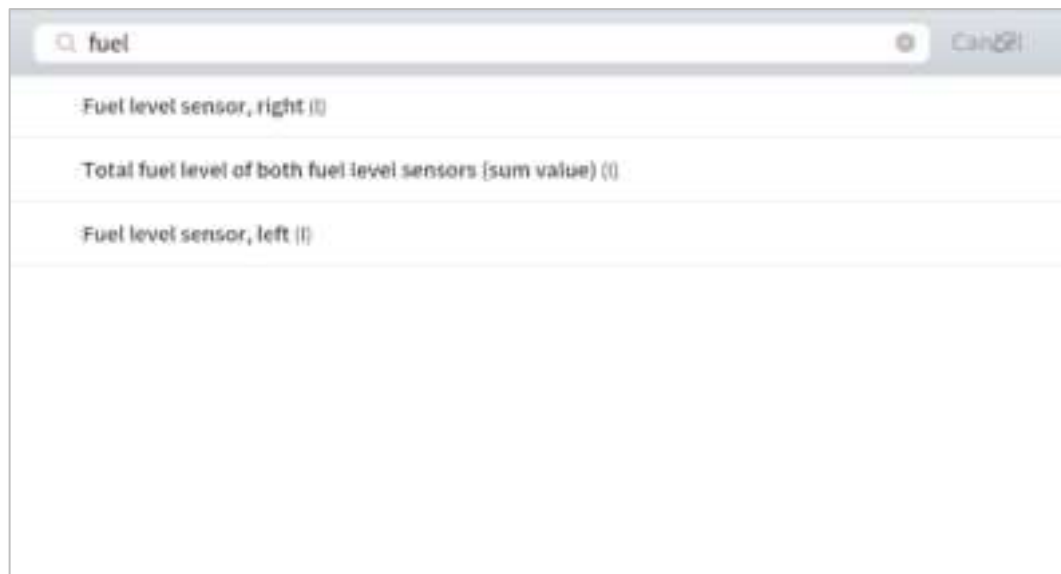 fuel
Fuel level sensor, right (l)
Total fuel level of both fuel level sensors (sum value) (l)
Fuel level sensor, left (l)